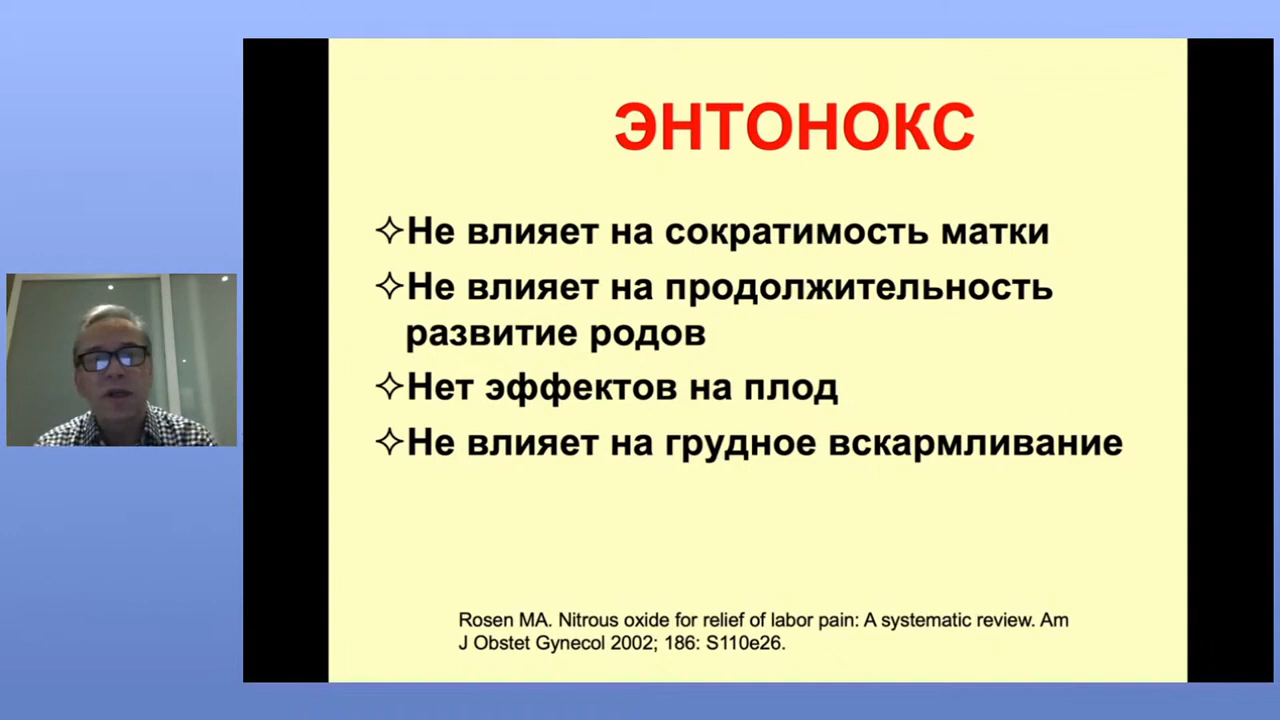 ЭНТОНОКС
✧Не влияет на сократимость матки
✧Не влияет на продолжительность
развитие родов
✧Нет эффектов на плод
✧Не влияет на грудное вскармливание
Rosen MA. Nitrous oxide for relief of labor pain: A systematic review. Am
J Obstet Gynecol 2002; 186: S110e26.